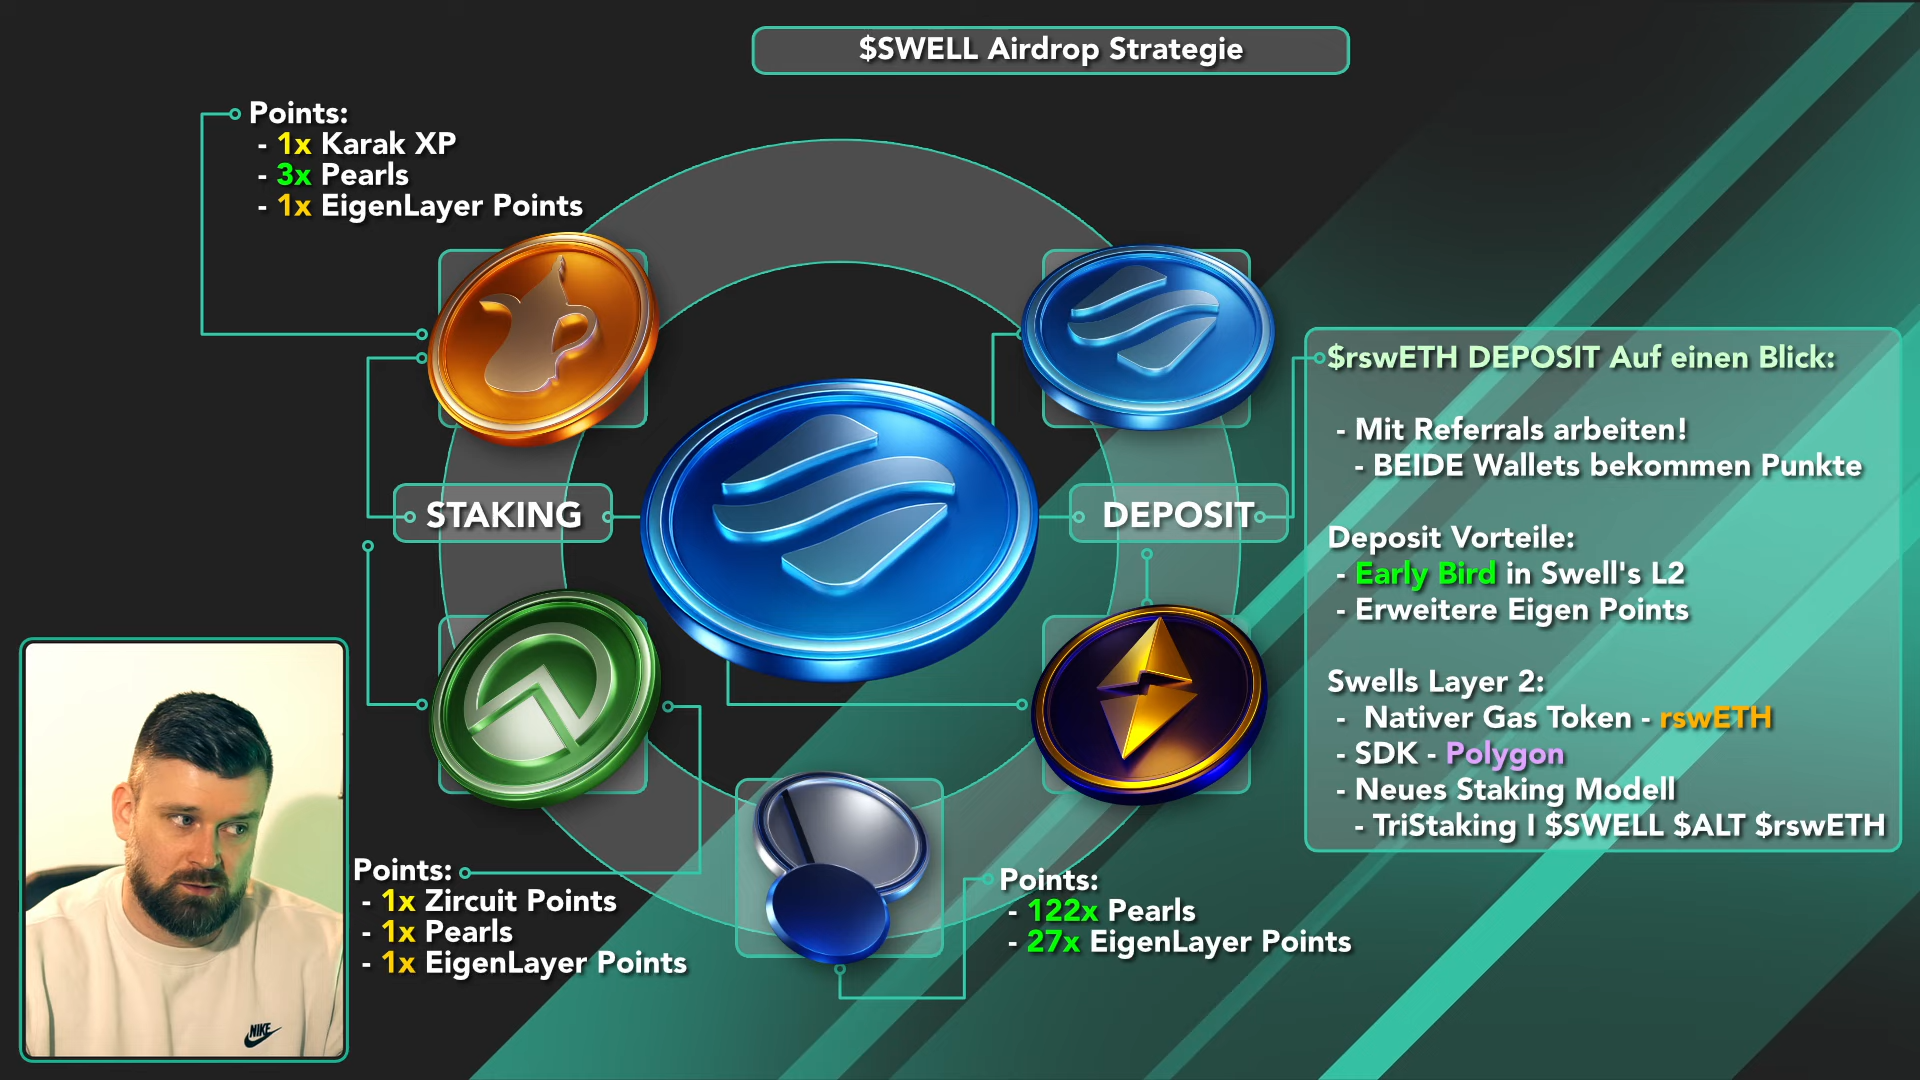 $SWELL Airdrop Strategie
Points:
- 1x Karak XP
- 3x Pearls
- 1x EigenLayer Points
STAKING
DEPOSIT
$rswETH DEPOSIT Auf einen Blick:
- Mit Referrals arbeiten!
- BEIDE Wallets bekommen Punkte
Deposit Vorteile:
- Early Bird in Swell's L2
- Erweitere Eigen Points
Swells Layer 2:
- Nativer Gas Token - rswETH
- SDK - Polygon
- Neues Staking Modell
- TriStaking I $SWELL $ALT $rswETH
Points:
- 1x Zircuit Points
- 1x Pearls
- 1x EigenLayer Points
Points:
- 122x Pearls
- 27x EigenLayer Points
NIKE